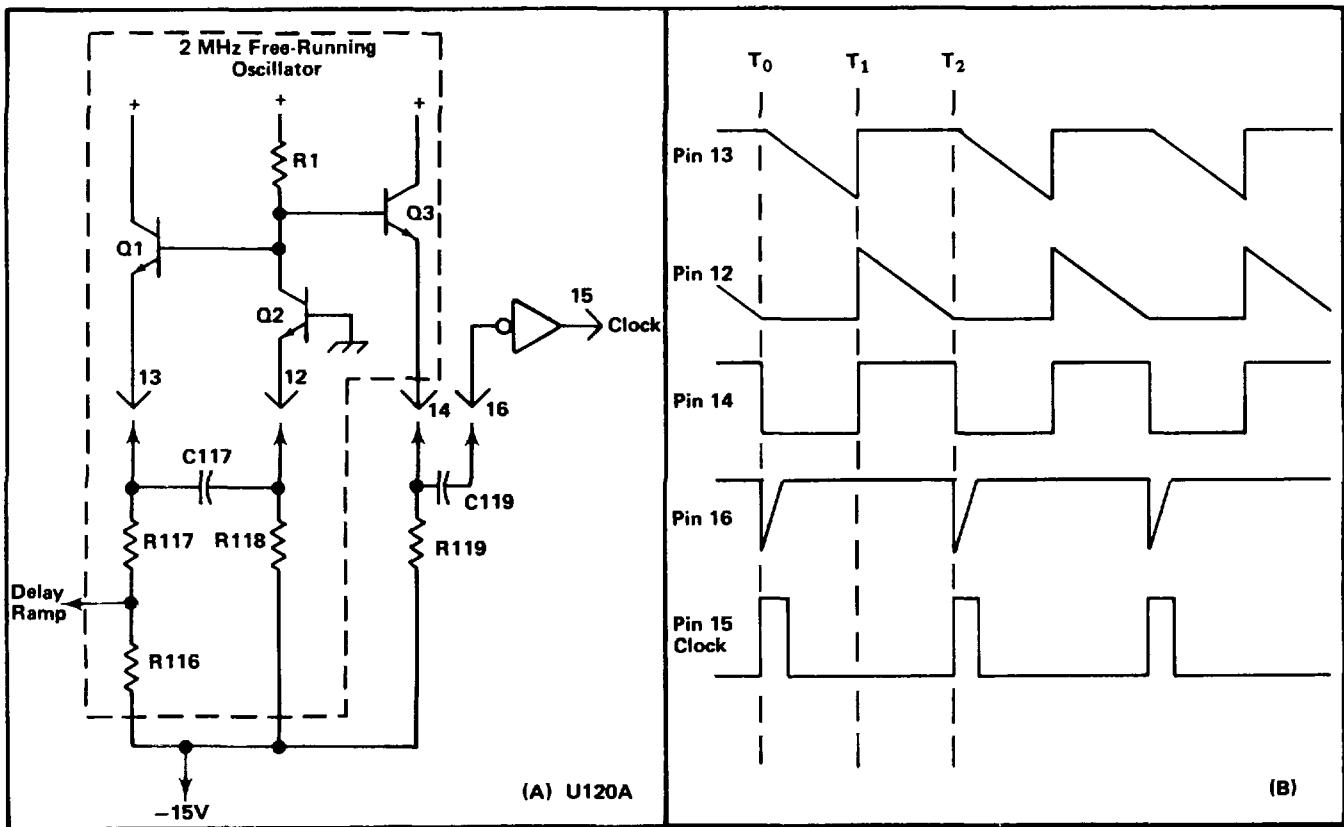 2 MHz Free-Running
Oscillator
+
+
+
R1
Q3
Q1
Q2
15
Clock
13
12
14
16
C117
C119
R117
R118
R119
Delay
Ramp
R116
−15V
(A) U120A
T0
T1
T2
Pin 13
Pin 12
Pin 14
Pin 16
Pin 15
Clock
(B)